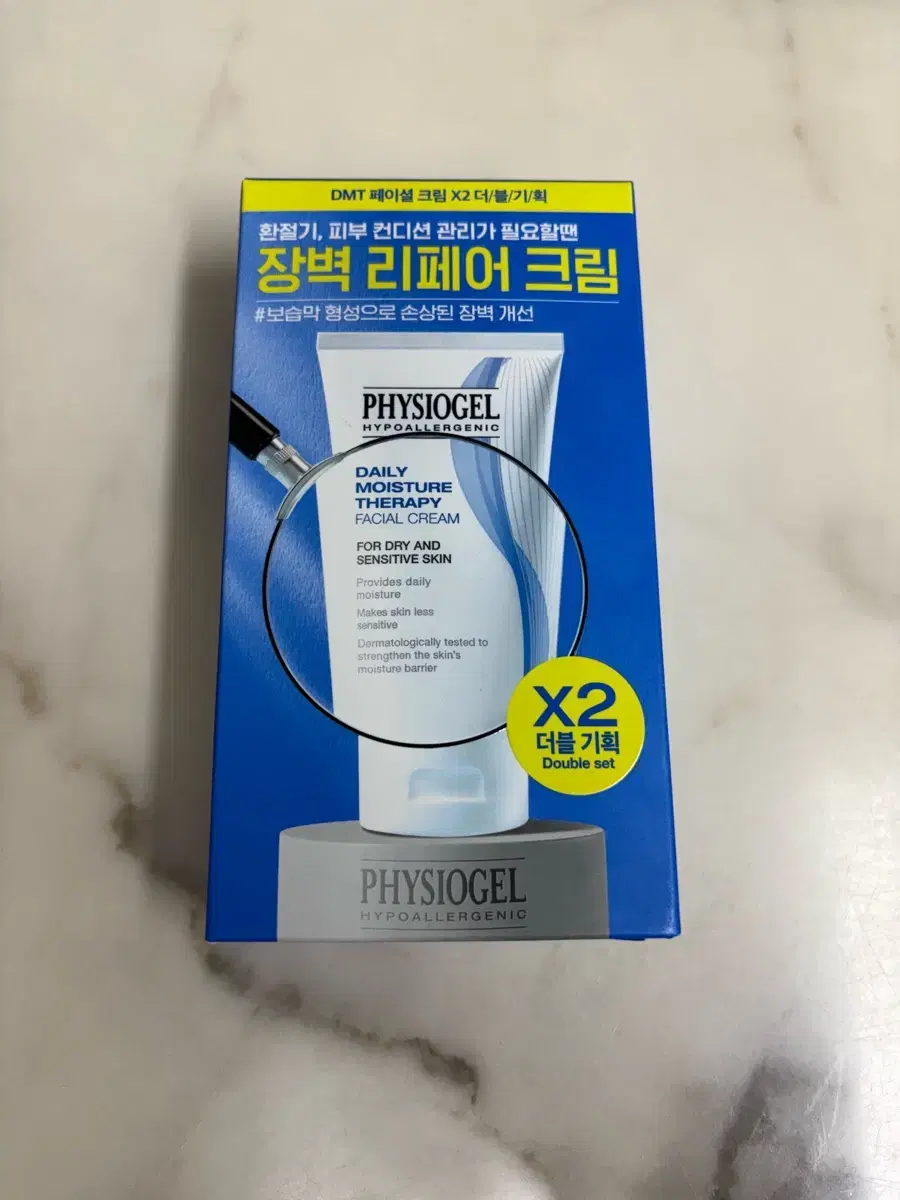 DMT 페이셜 크림 X2 더/블/기/획
환절기, 피부 컨디션 관리가 필요할땐
장벽 리페어 크림
#보습막 형성으로 손상된 장벽 개선
PHYSIOGEL
HYPOALLERGENIC
DAILY
MOISTURE
THERAPY
FACIAL CREAM
FOR DRY AND
SENSITIVE SKIN
Provides daily
moisture
Makes skin less
sensitive
Dermatologically tested to
strengthen the skin's
moisture barrier
X2
더블 기획
Double set
PHYSIOGEL
HYPOALLERGENIC